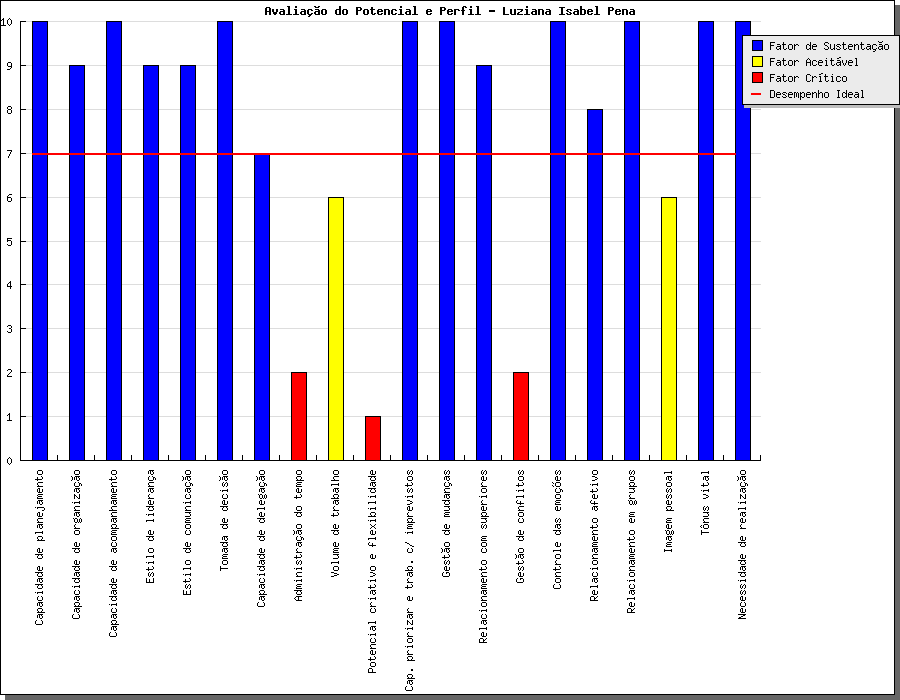 Avaliação do Potencial e Perfil - Luziana Isabel Pena
Fator de Sustentação
Fator Aceitável
Fator Crítico
Desempenho Ideal
10
9
8
7
6
5
4
3
2
1
0
Capacidade de planejamento
Capacidade de organização
Capacidade de acompanhamento
Estilo de liderança
Estilo de comunicação
Tomada de decisão
Capacidade de delegação
Administração do tempo
Volume de trabalho
Potencial criativo e flexibilidade
Cap. priorizar e trab. c/ imprevistos
Gestão de mudanças
Relacionamento com superiores
Gestão de conflitos
Controle das emoções
Relacionamento afetivo
Relacionamento em grupos
Imagem pessoal
Tônus vital
Necessidade de realização